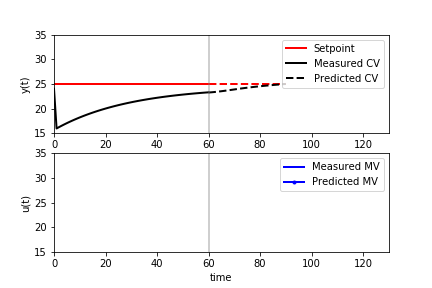 35
30
25
20
15
y(t)
Setpoint
Measured CV
Predicted CV
0 20 40 60 80 100 120
35
30
25
20
15
u(t)
Measured MV
Predicted MV
0 20 40 60 80 100 120
time